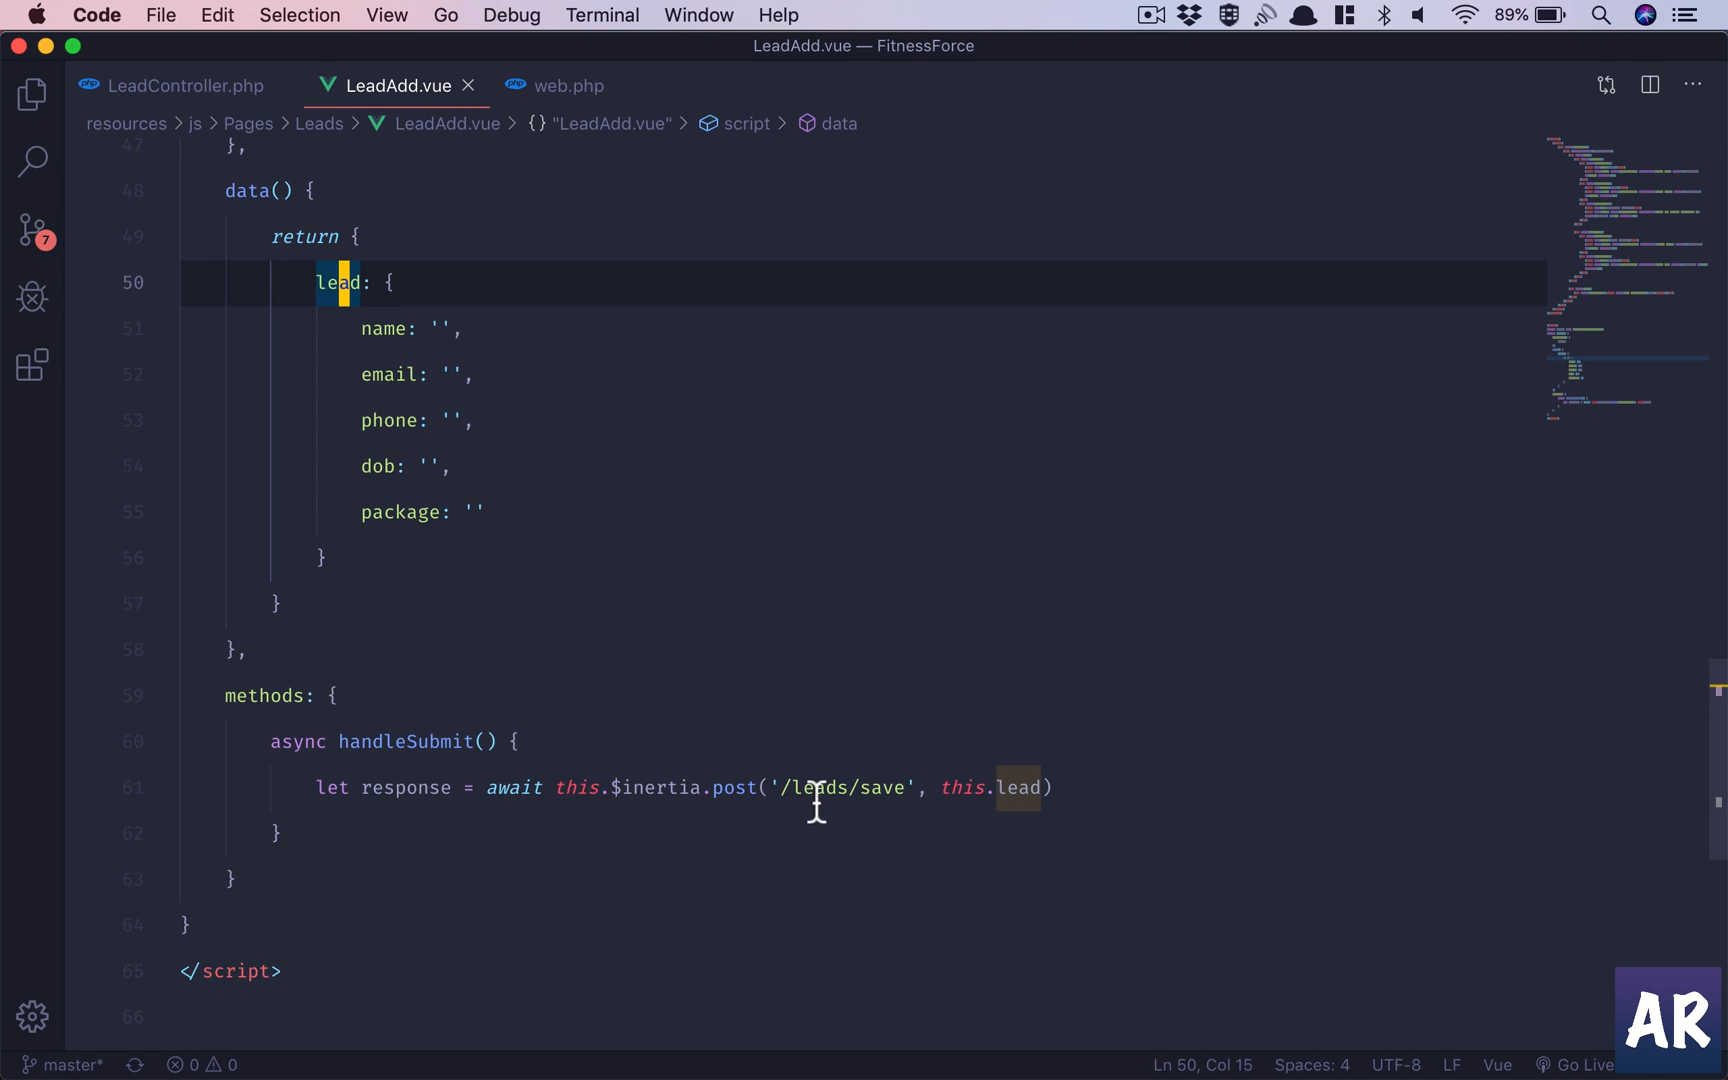 Code File Edit Selection View Go Debug Terminal Window Help 89%
LeadAdd.vue — FitnessForce
php LeadController.php LeadAdd.vue × php web.php ...
resources > js > Pages > Leads > LeadAdd.vue > {} "LeadAdd.vue" > script > data
47 },
48 data() {
49 return {
50 lead: {
51 name: '',
52 email: '',
53 phone: '',
54 dob: '',
55 package: ''
56 }
57 }
58 },
59 methods: {
60 async handleSubmit() {
61 let response = await this.$inertia.post('/leads/save', this.lead)
62 }
63 }
64 }
65 </script>
66
7
AR
master* 0 0 Ln 50, Col 15 Spaces: 4 UTF-8 LF Vue Go Live